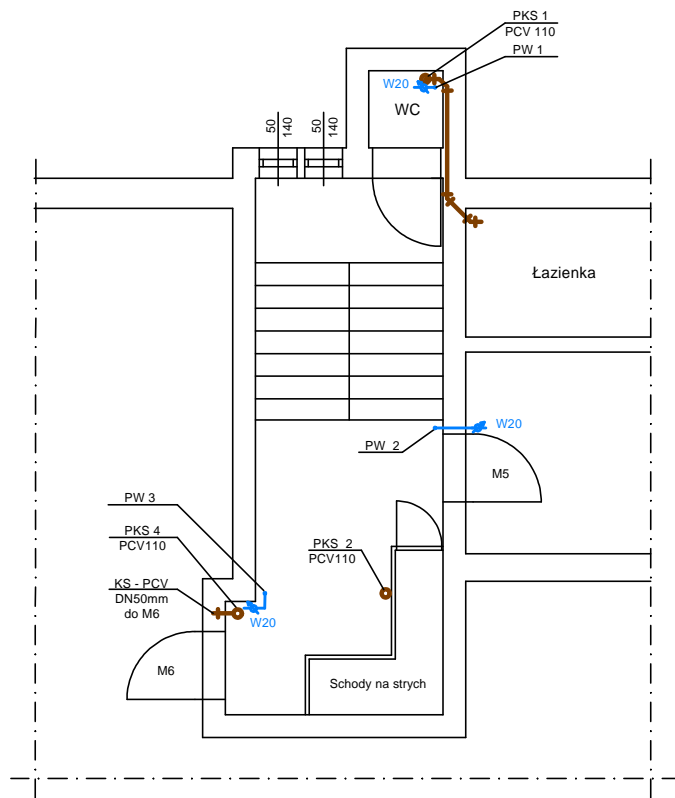 PKS 1
PCV 110
PW 1
W20
WC
50
140
50
140
Łazienka
W20
PW 2
M5
PW 3
PKS 4
PCV110
PKS 2
PCV110
KS - PCV
DN50mm
do M6
W20
M6
Schody na strych